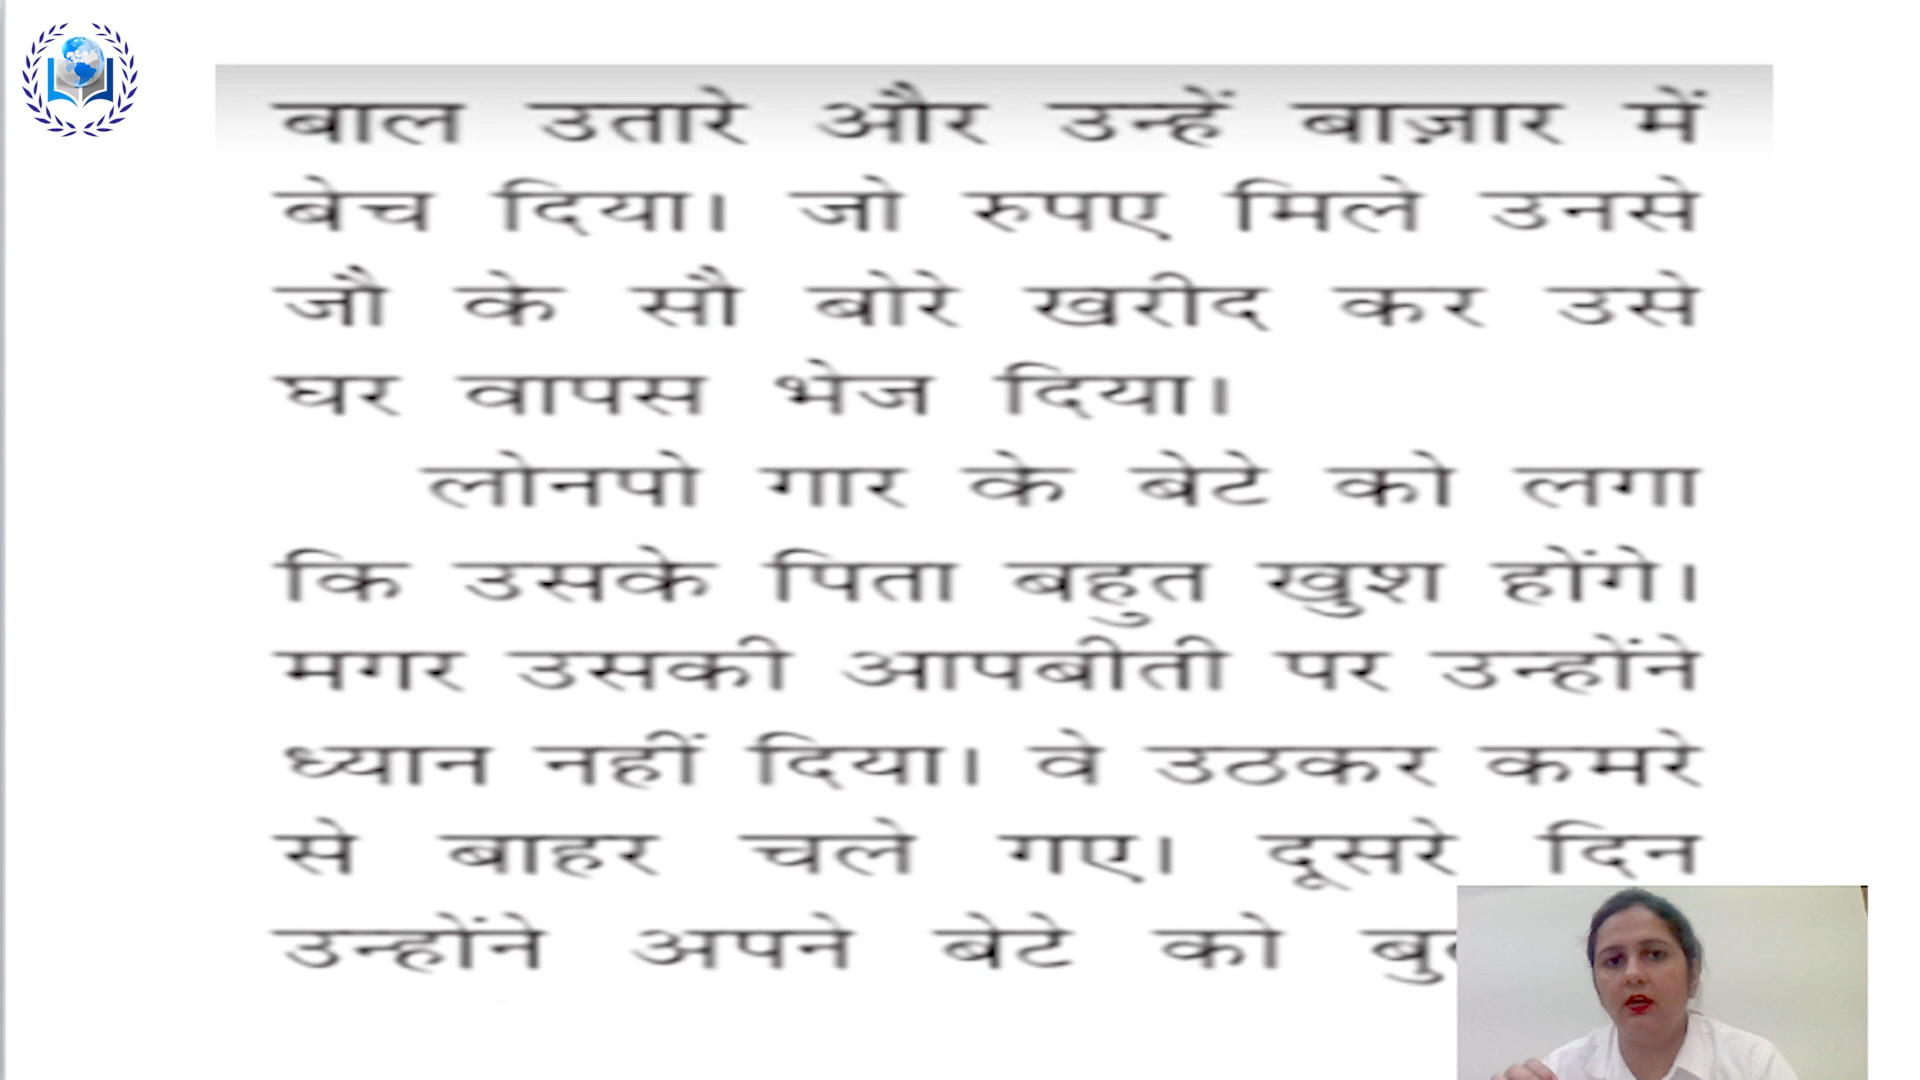 बाल उतारे और उन्हें बाज़ार में
बेच दिया। जो रुपए मिले उनसे
जौ के सौ बोरे खरीद कर उसे
घर वापस भेज दिया।
लोनपो गार के बेटे को लगा
कि उसके पिता बहुत खुश होंगे।
मगर उसकी आपबीती पर उन्होंने
ध्यान नहीं दिया। वे उठकर कमरे
से बाहर चले गए। दूसरे दिन
उन्होंने अपने बेटे को